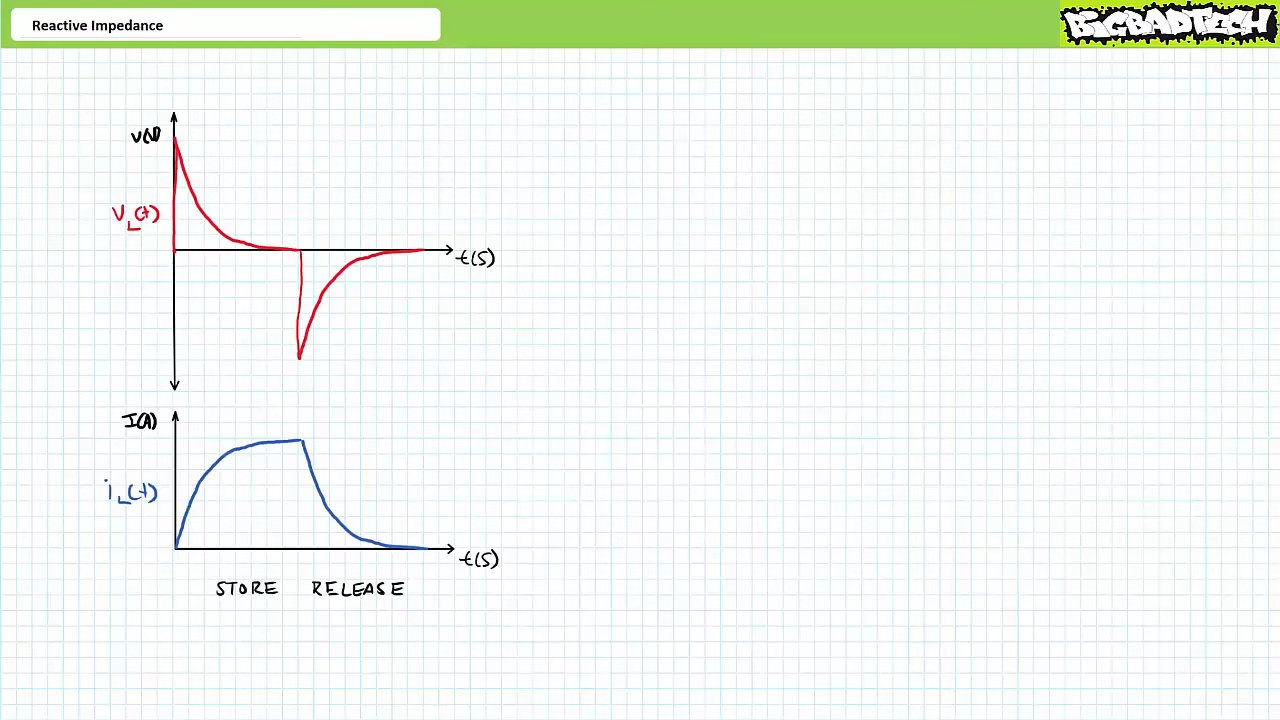 Reactive Impedance
BIGBADTECH
V(V)
VL(t)
t(s)
I(A)
iL(t)
t(s)
STORE RELEASE